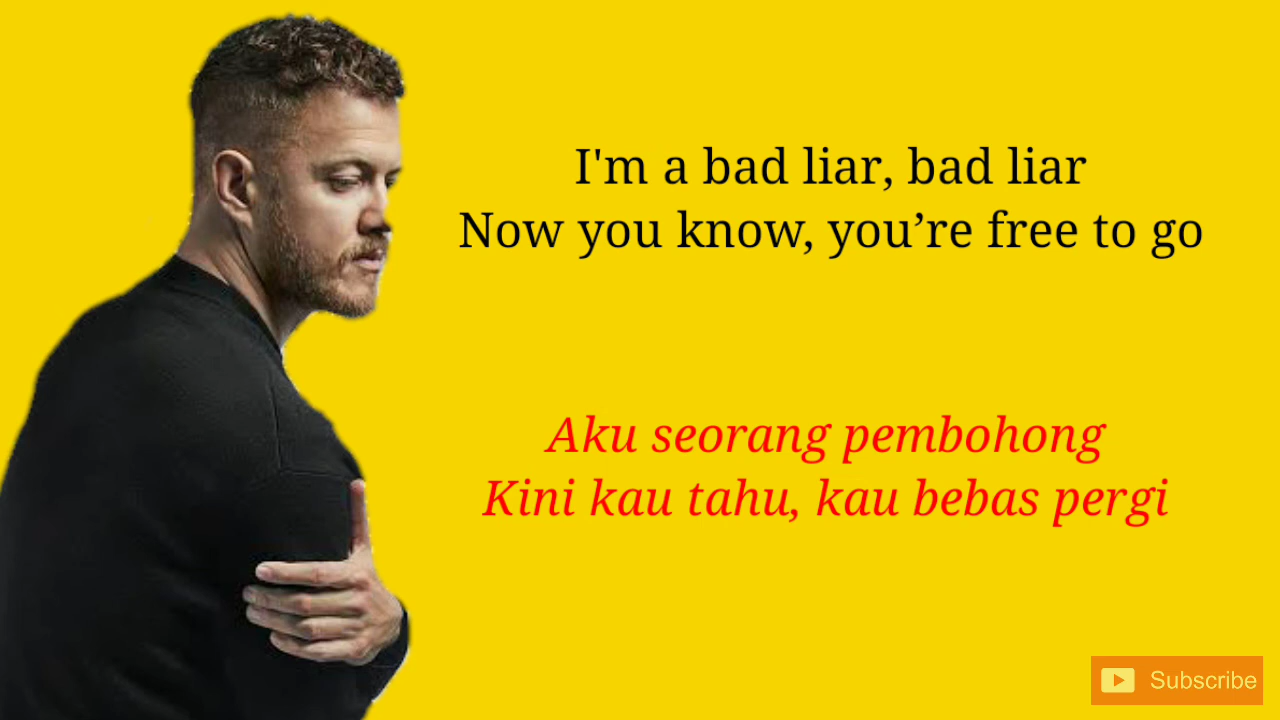 I'm a bad liar, bad liar
Now you know, you’re free to go
Aku seorang pembohong
Kini kau tahu, kau bebas pergi
Subscribe